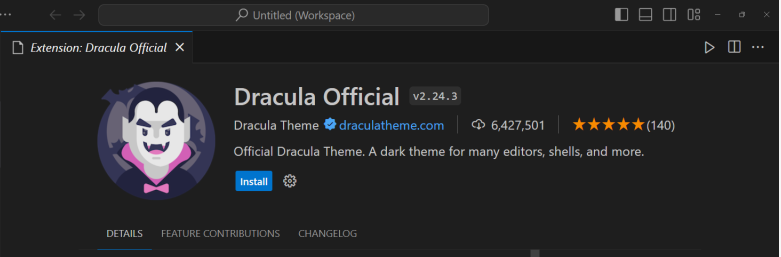 Untitled (Workspace)
Extension: Dracula Official
Dracula Official v2.24.3
Dracula Theme draculatheme.com 6,427,501 (140)
Official Dracula Theme. A dark theme for many editors, shells, and more.
Install
DETAILS FEATURE CONTRIBUTIONS CHANGELOG